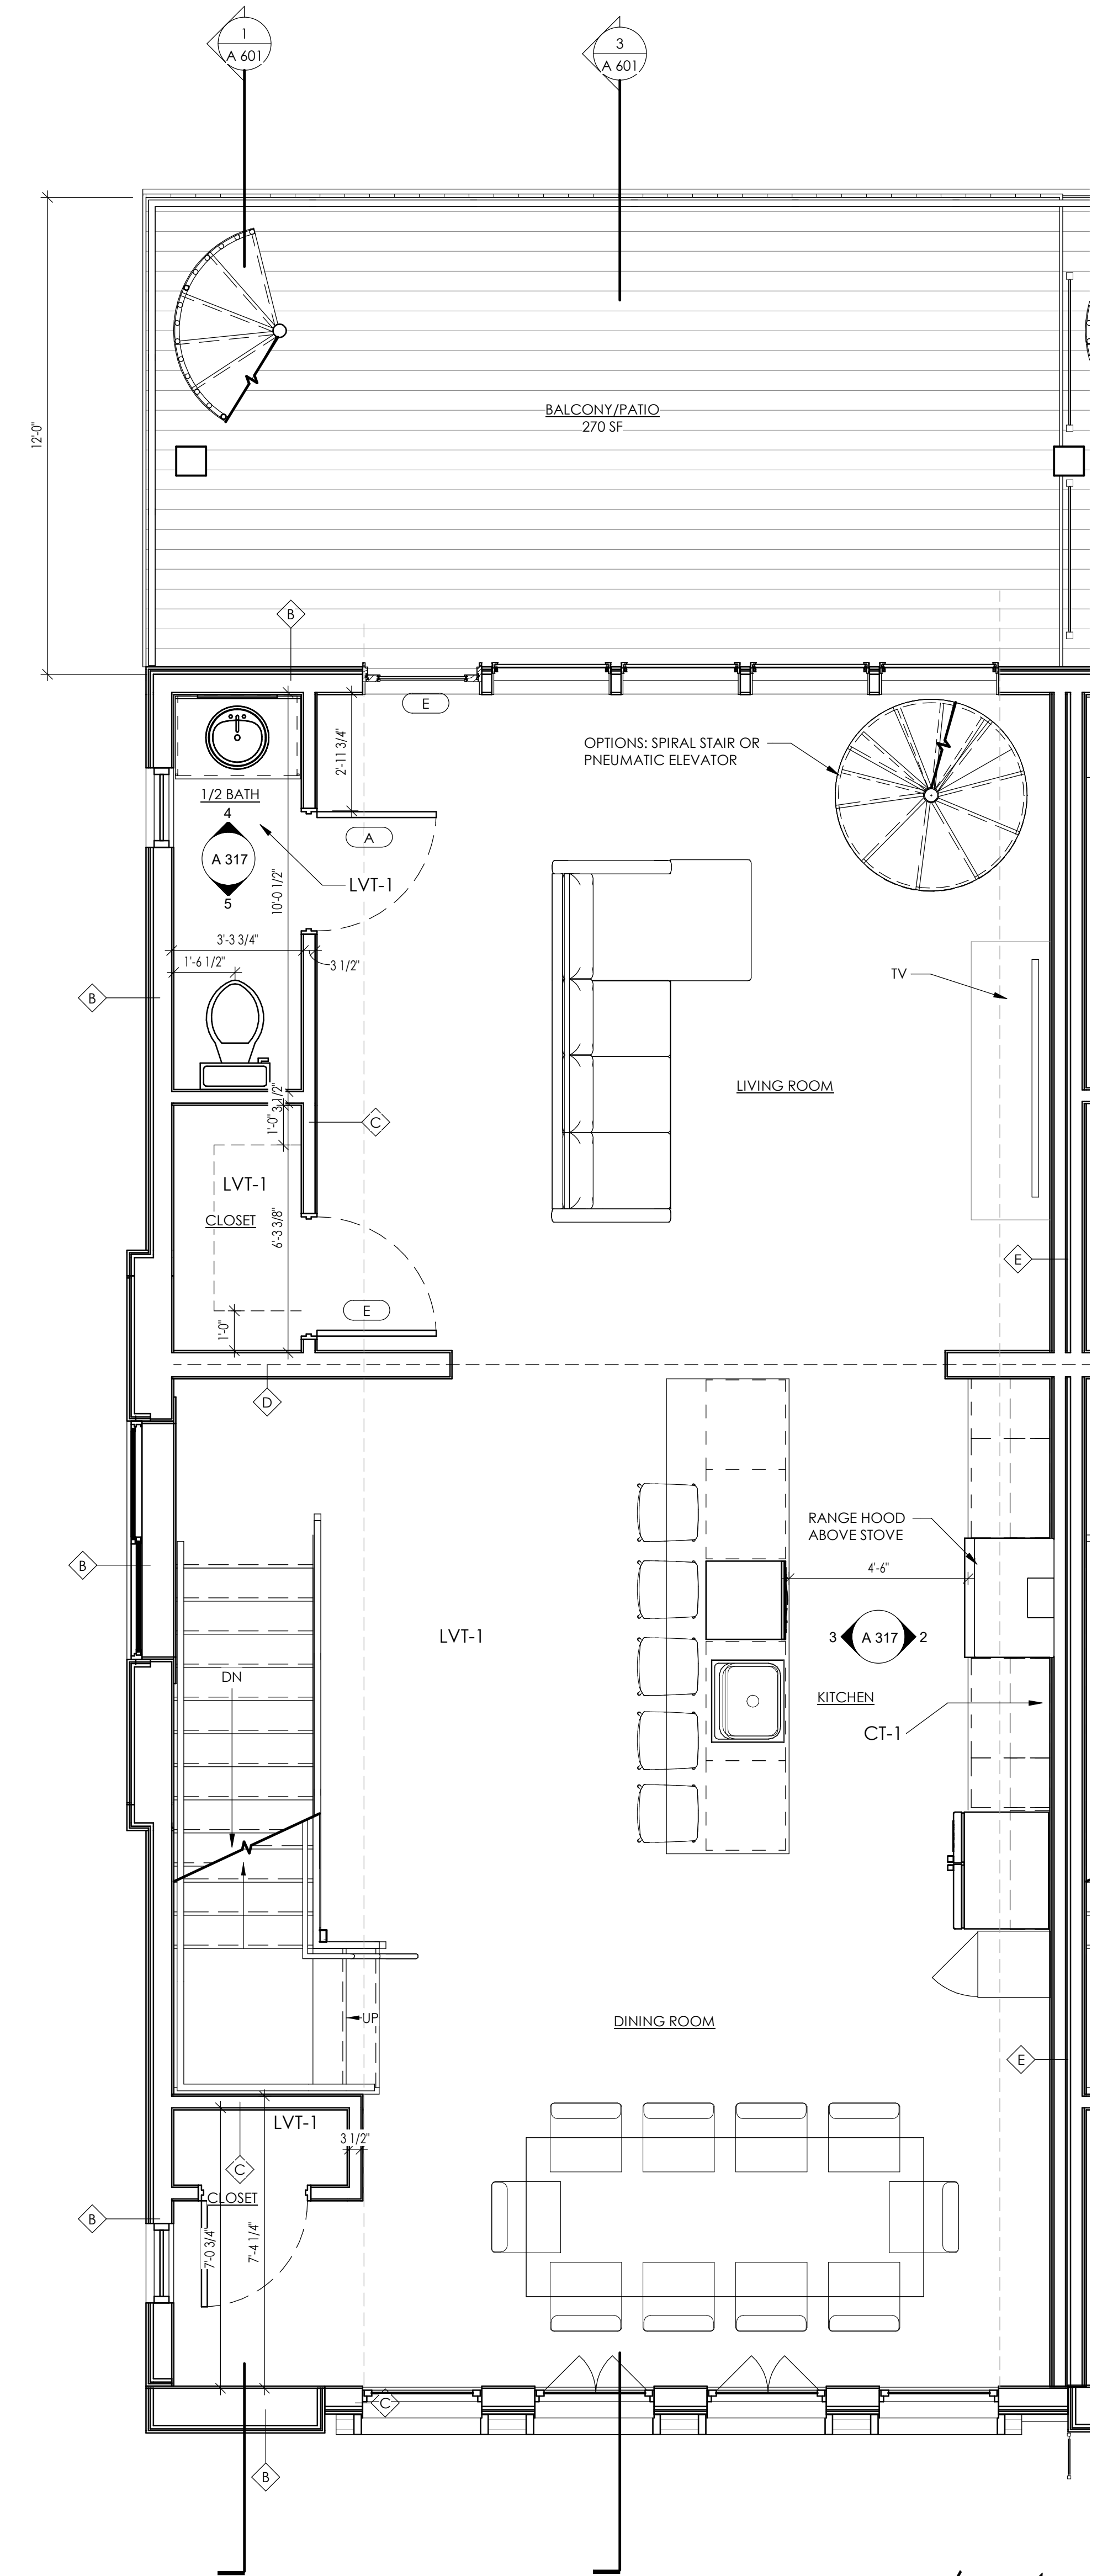 1
A 601
3
A 601
12'-0"
BALCONY/PATIO
270 SF
B
E
2'-11 3/4"
OPTIONS: SPIRAL STAIR OR
PNEUMATIC ELEVATOR
1/2 BATH
4
A 317
5
A
LVT-1
10'-0 1/2"
3'-3 3/4"
3 1/2"
1'-6 1/2"
B
TV
LIVING ROOM
3 1/2"
1'-0"
C
LVT-1
CLOSET
6'-3 3/8"
E
E
1'-0"
D
RANGE HOOD
ABOVE STOVE
B
4'-6"
LVT-1
3
A 317
2
DN
KITCHEN
CT-1
UP
DINING ROOM
E
LVT-1
3 1/2"
C
CLOSET
B
7'-0 3/4"
7'-4 1/4"
C
B